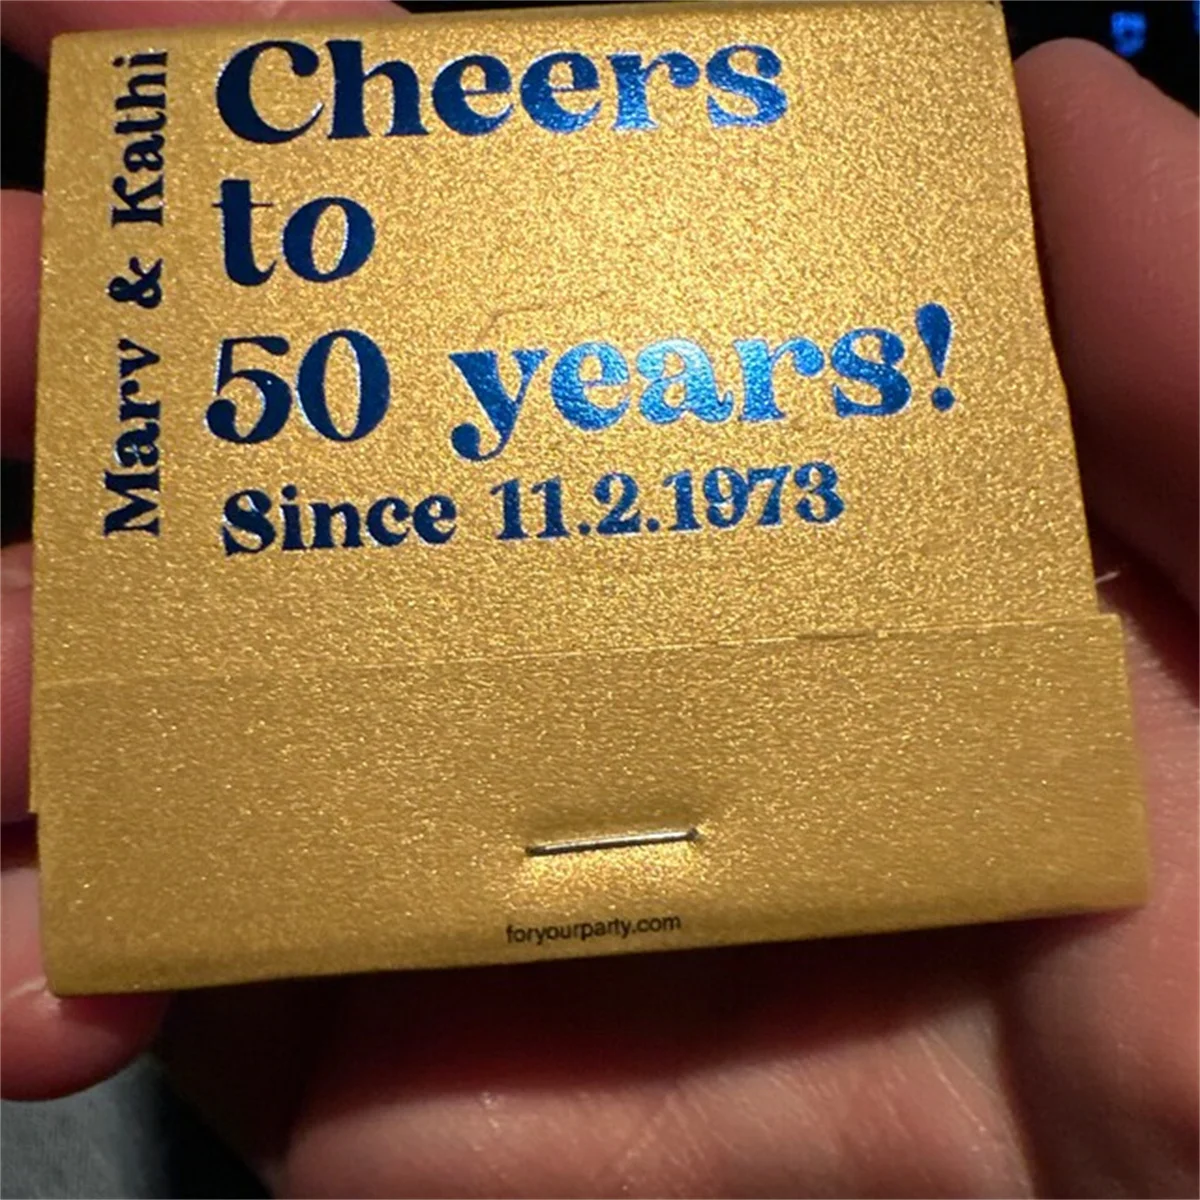 Marv & Kathi
Cheers
to
50 years!
Since 11.2.1973
foryourparty.com